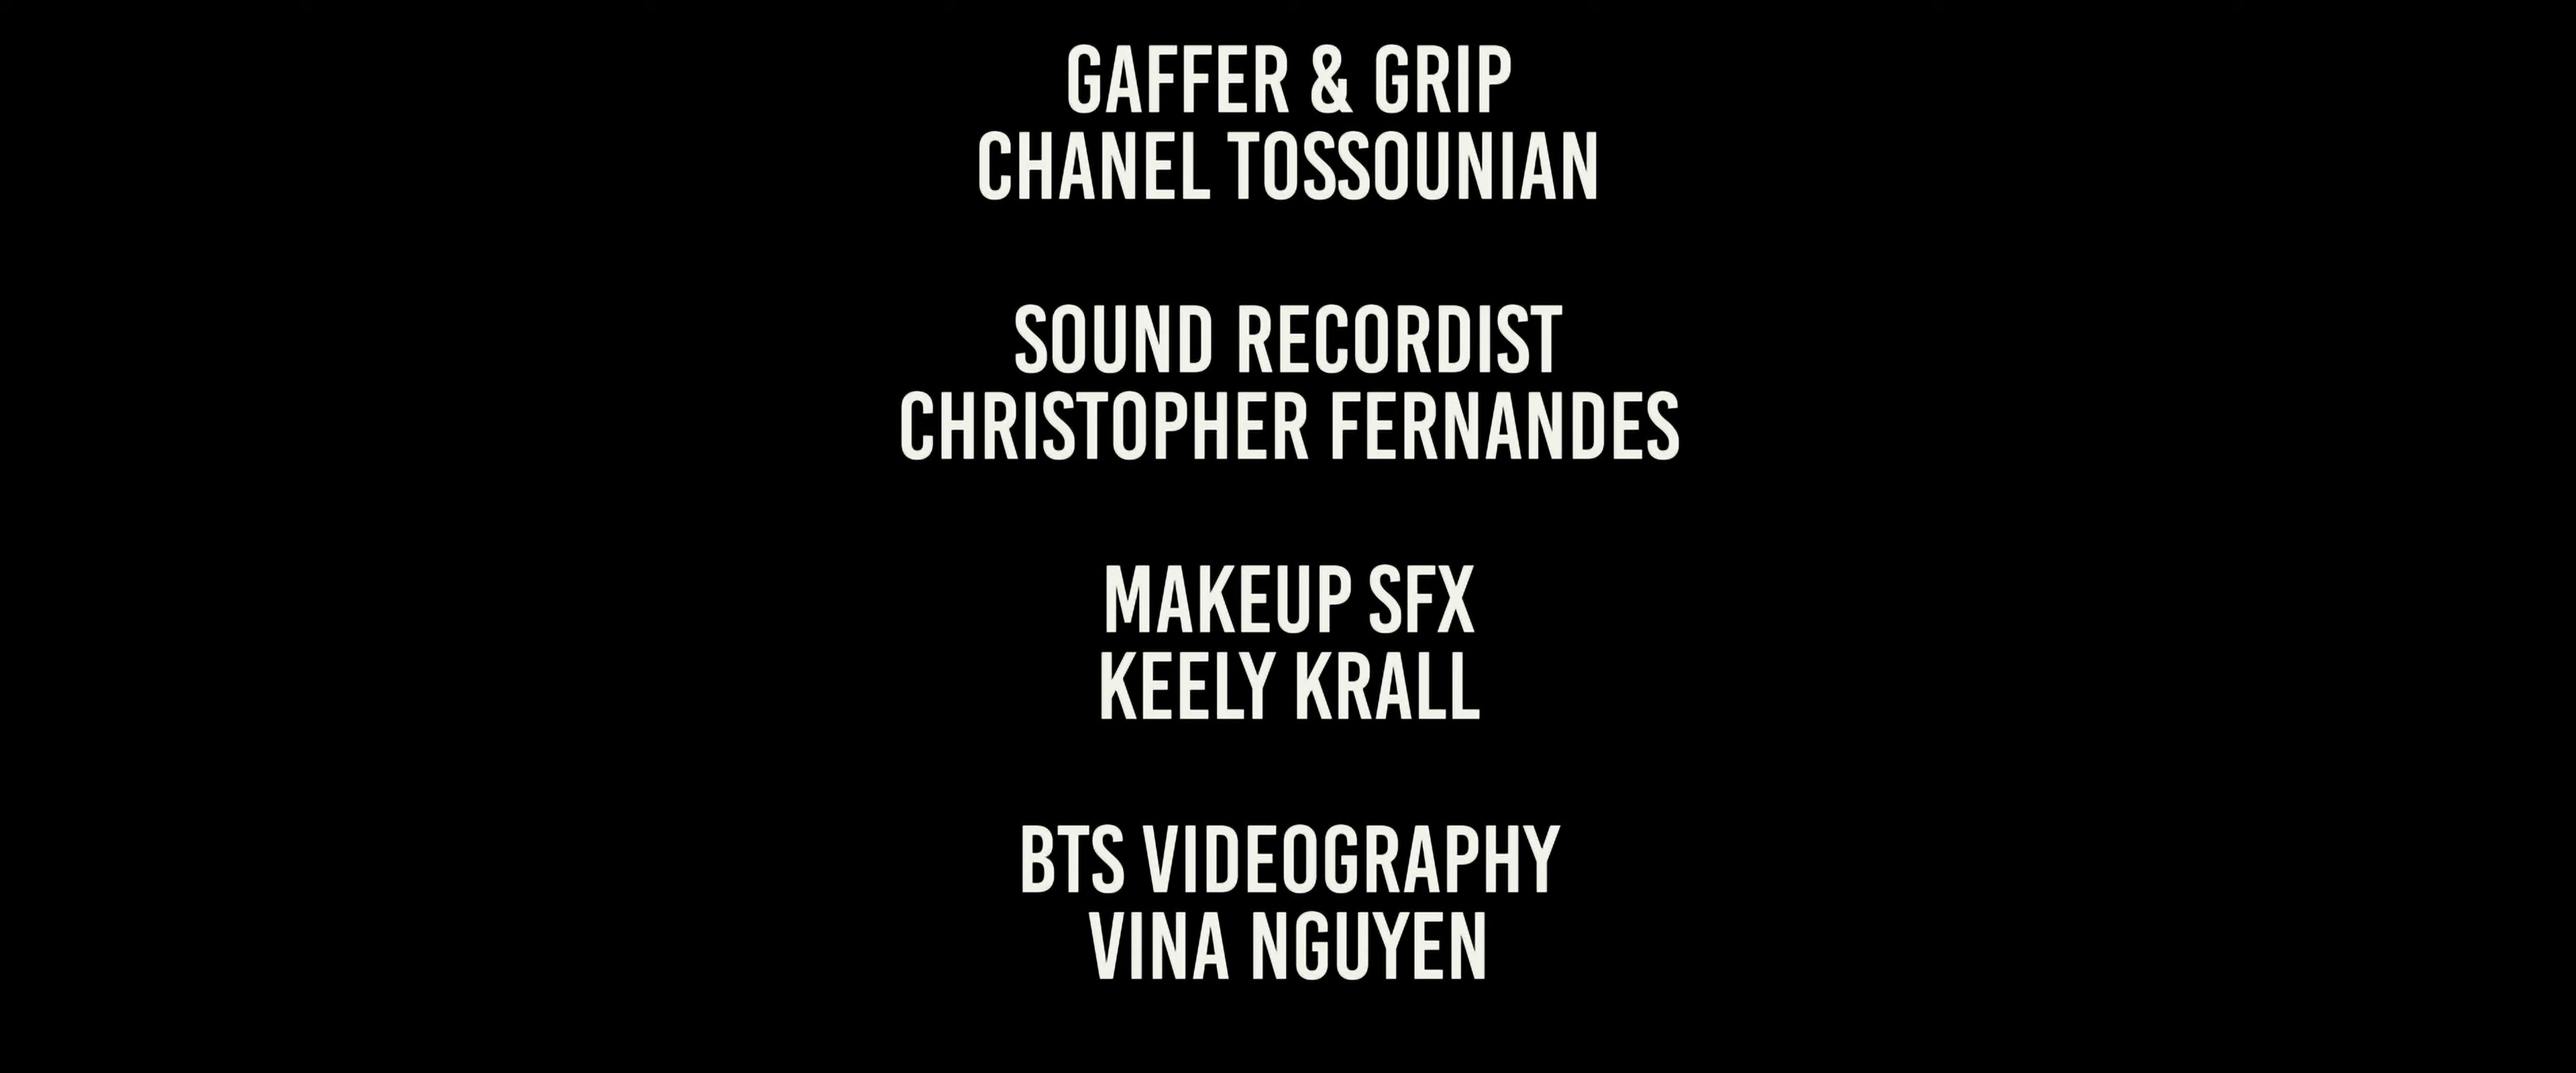 GAFFER & GRIP
CHANEL TOSSOUNIAN
SOUND RECORDIST
CHRISTOPHER FERNANDES
MAKEUP SFX
KEELY KRALL
BTS VIDEOGRAPHY
VINA NGUYEN